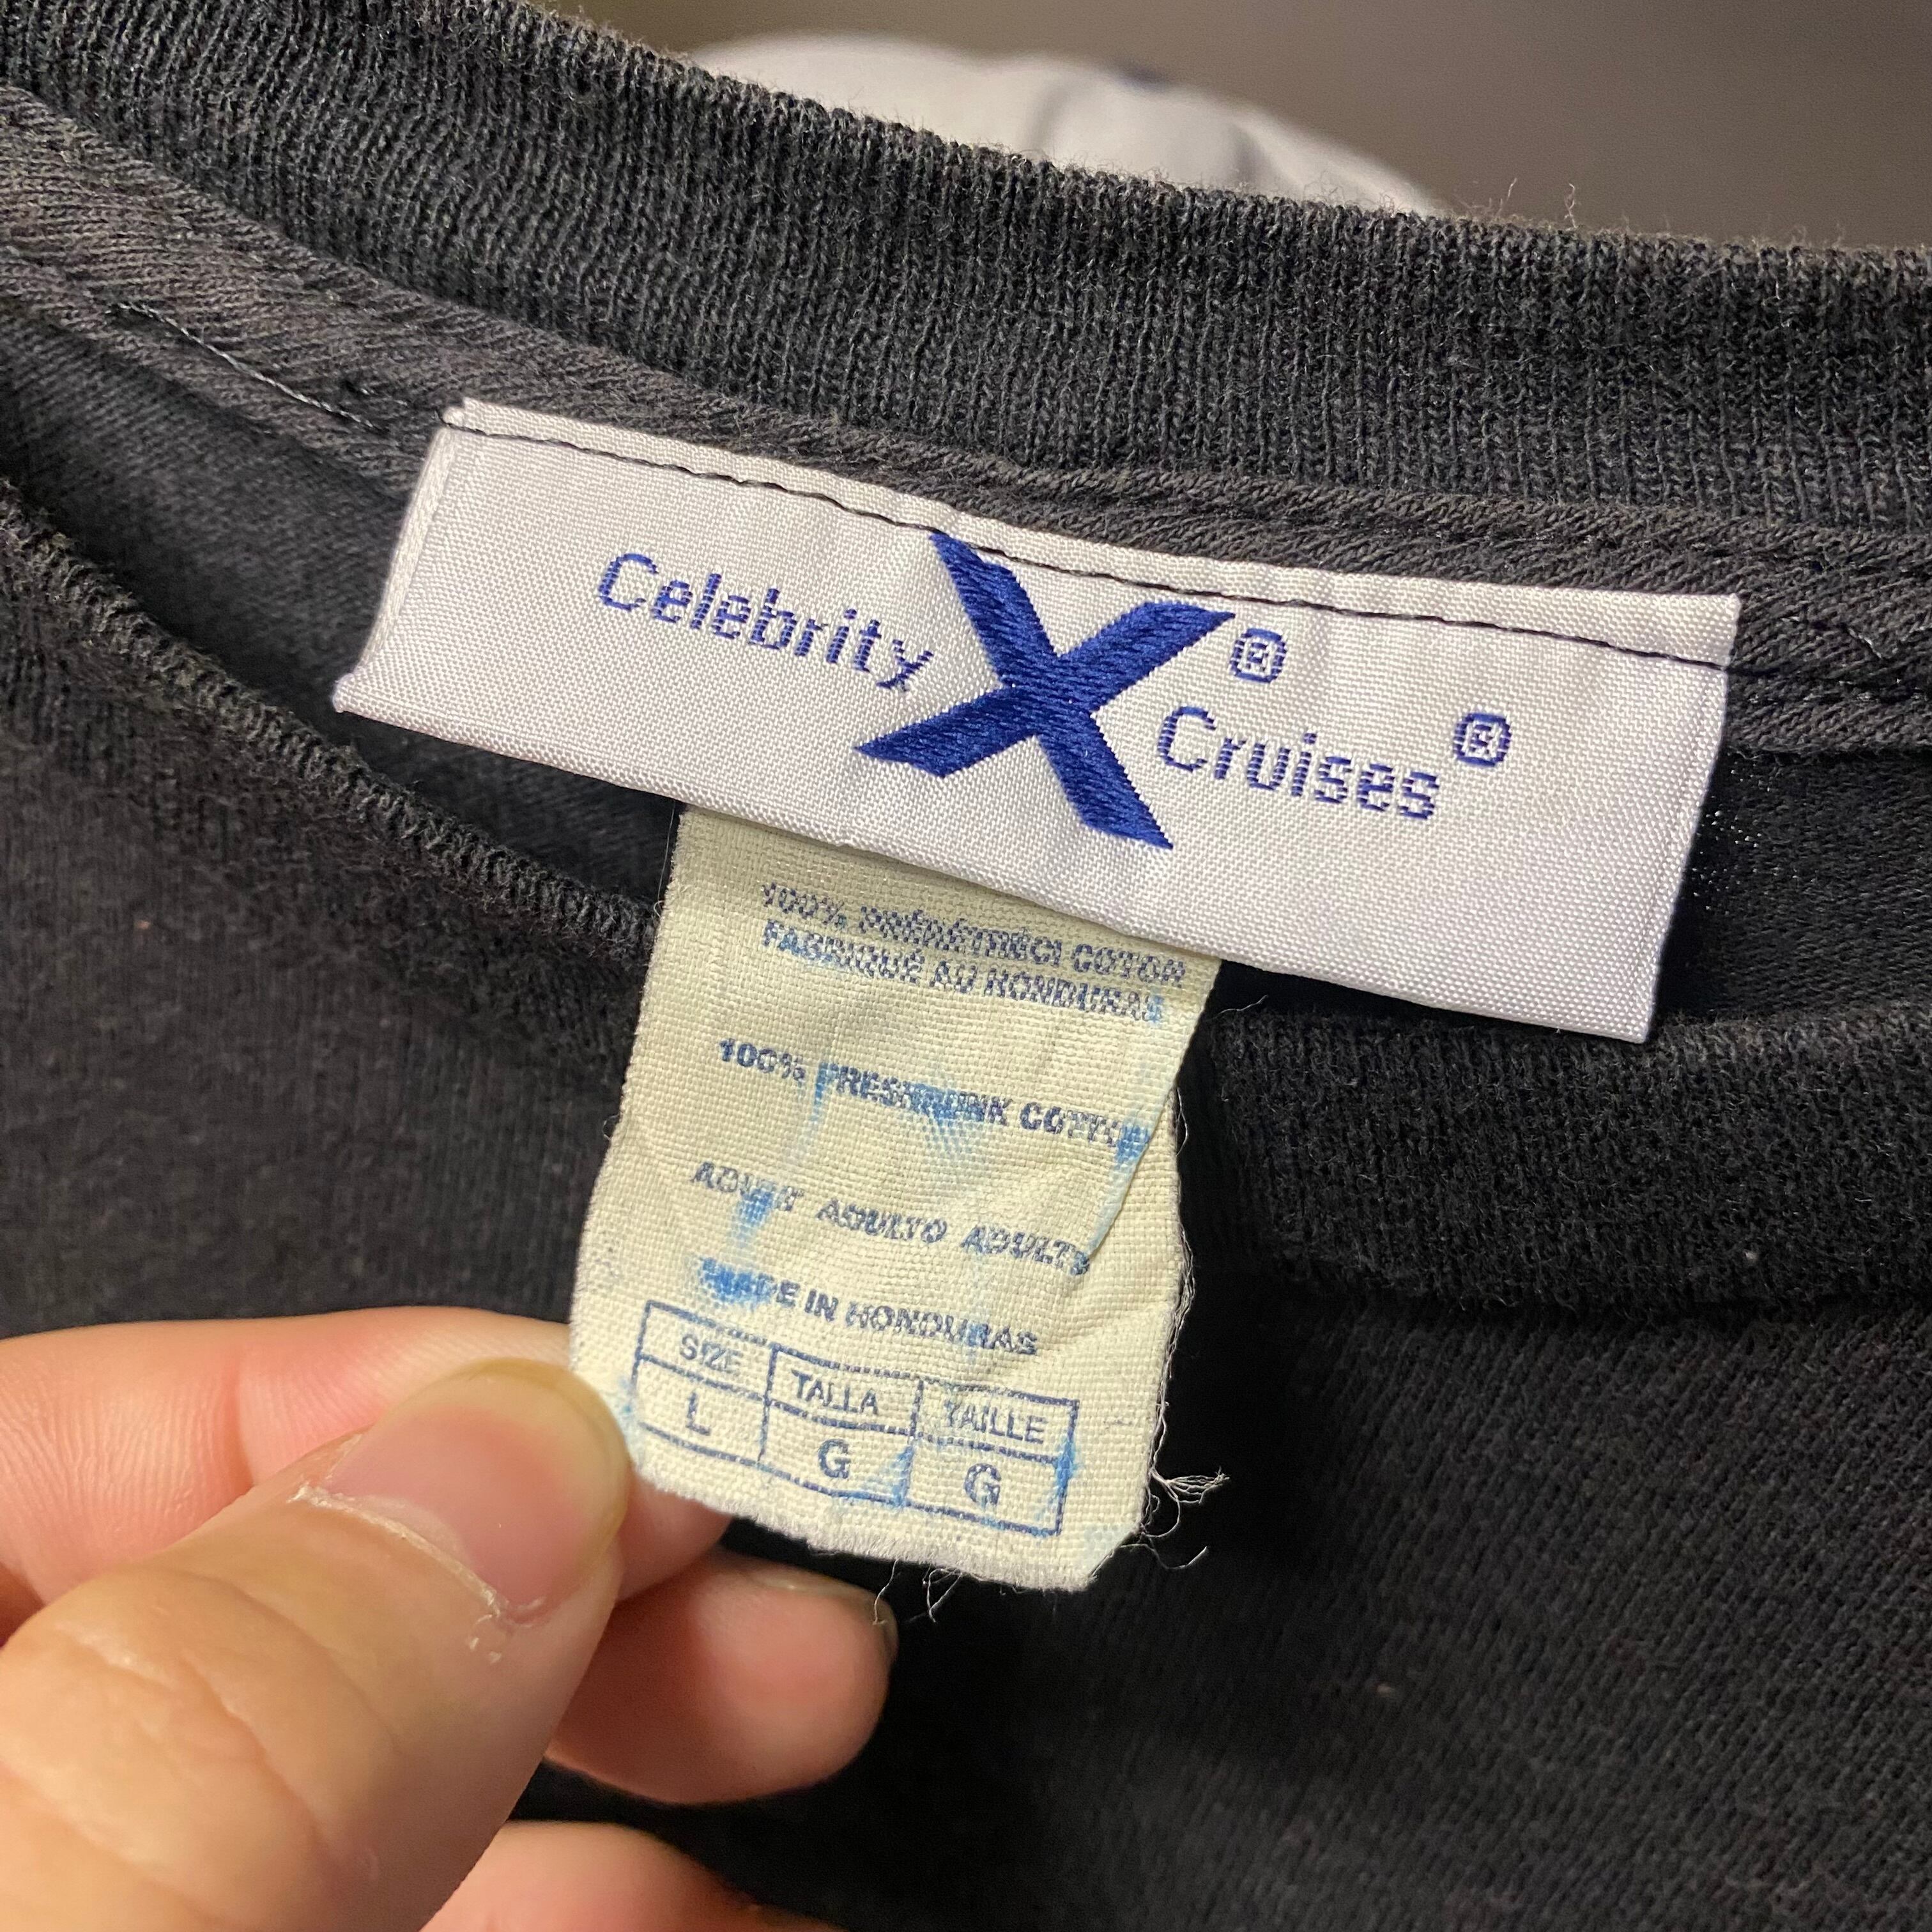 Celebrity X® Cruises®
100% PRÉRÉTRÉCI COTON
FABRIQUÉ AU HONDURAS
100% PRESHRUNK COTTON
ADULT ADULTO ADULTE
MADE IN HONDURAS
SIZE TALLA TAILLE
L G G